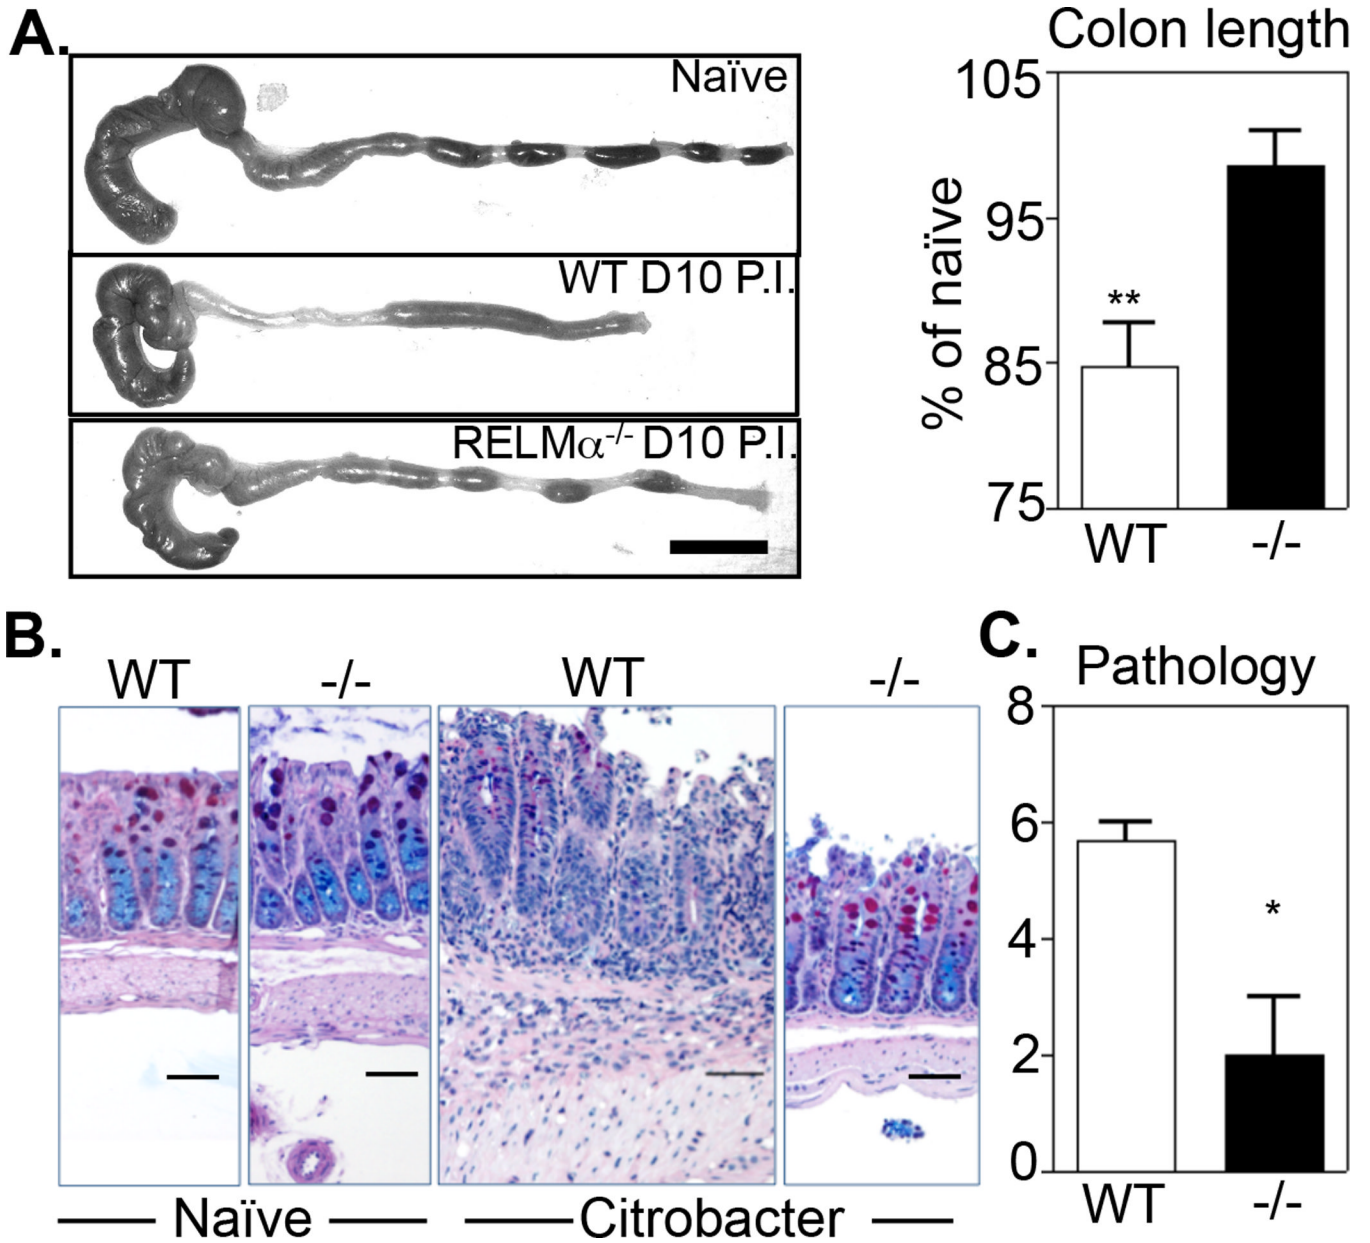 A.
Naïve
WT D10 P.I.
RELMα-/- D10 P.I.
Colon length
% of naïve
105
95
85
75
**
WT -/-
B.
WT -/- WT -/-
Naïve Citrobacter
C.
Pathology
8
6
4
2
0
*
WT -/-